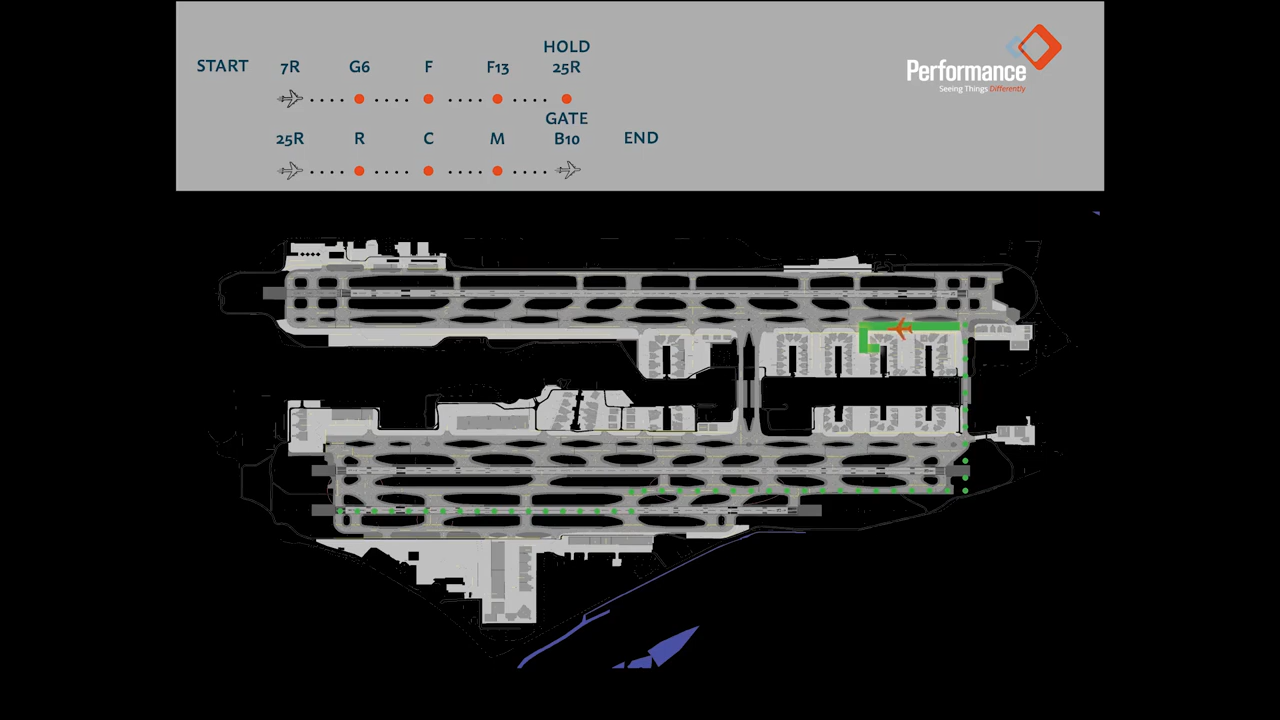 HOLD
START 7R G6 F F13 25R
GATE
25R R C M B10 END
Performance
Seeing Things Differently